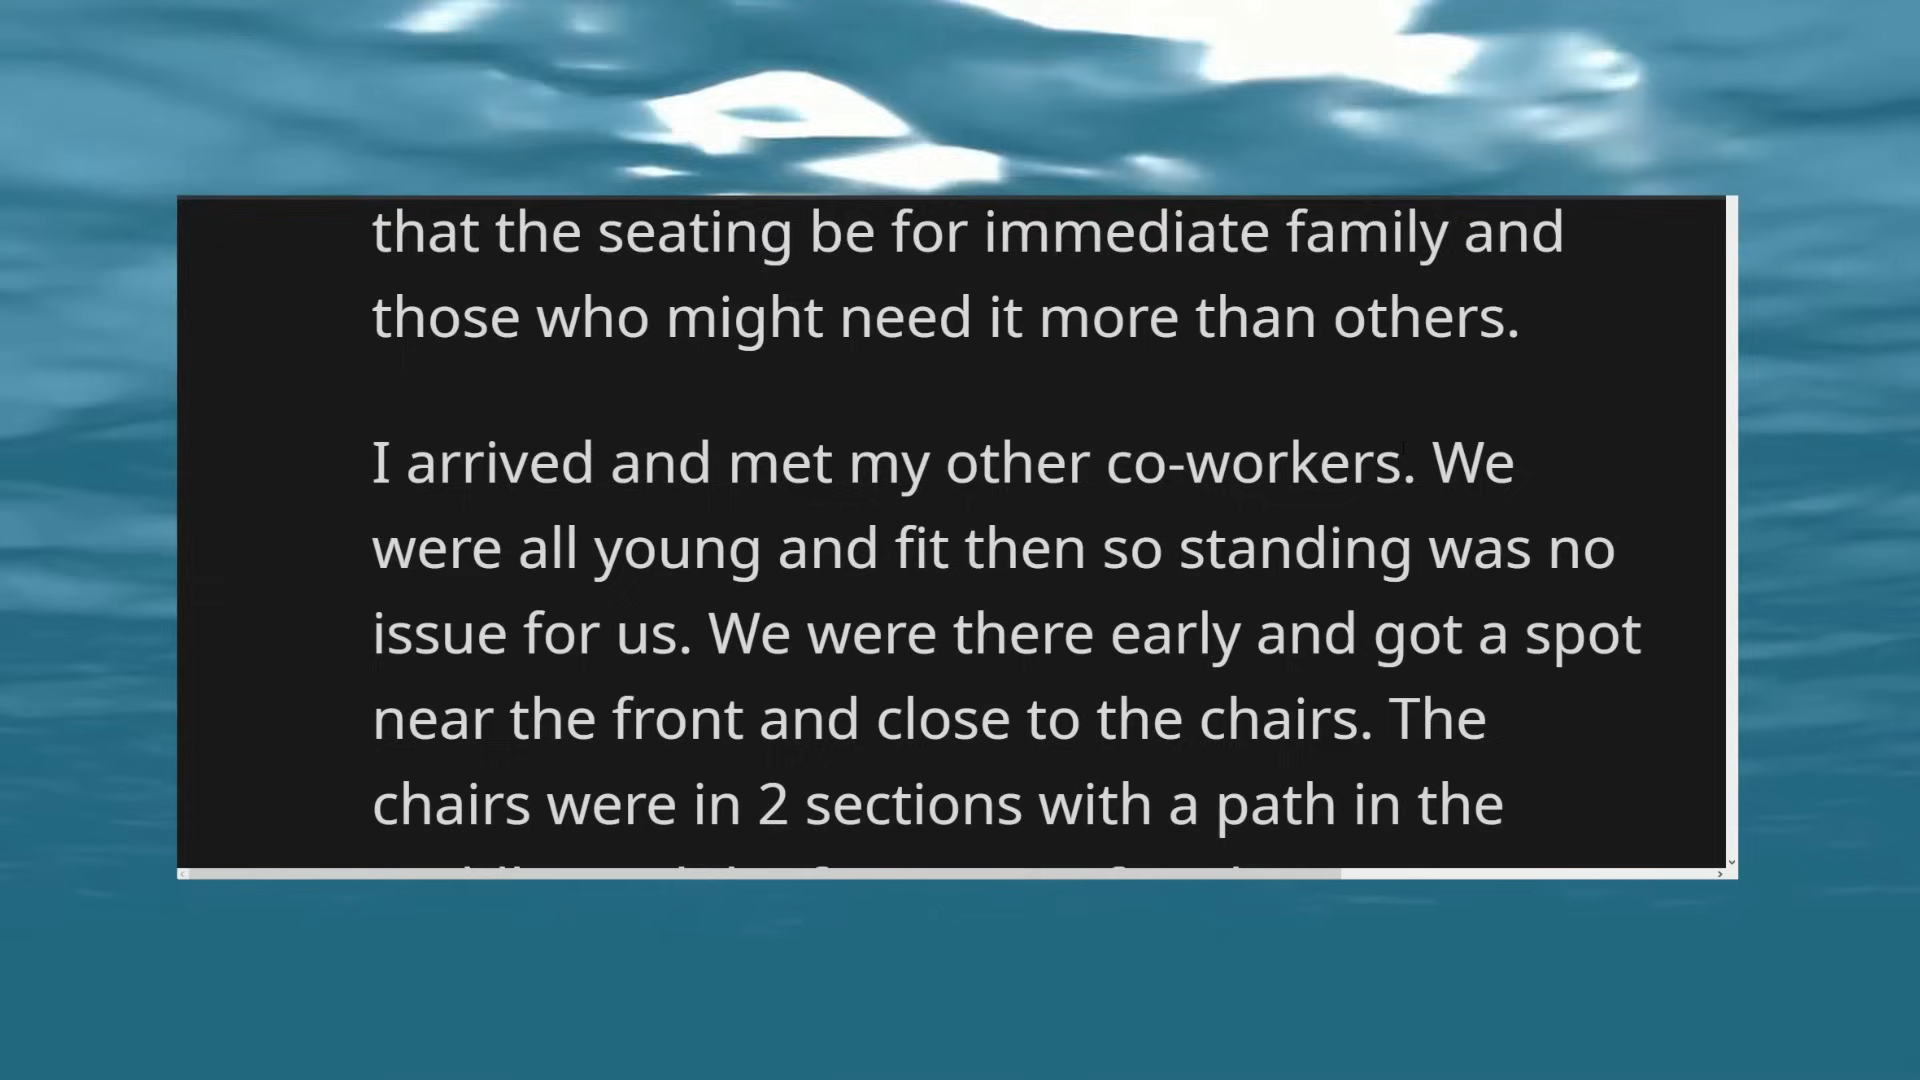 that the seating be for immediate family and
those who might need it more than others.
I arrived and met my other co-workers. We
were all young and fit then so standing was no
issue for us. We were there early and got a spot
near the front and close to the chairs. The
chairs were in 2 sections with a path in the